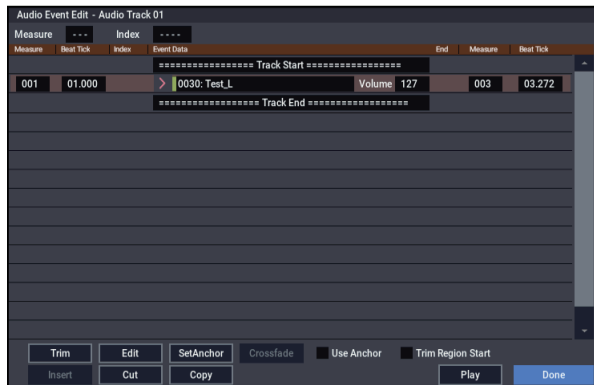 Audio Event Edit - Audio Track 01
Measure --- Index ----
Measure Beat Tick Index Event Data End Measure Beat Tick
================= Track Start =================
001 01.000 > 0030: Test_L Volume 127 003 03.272
================== Track End ==================
Trim Edit SetAnchor Crossfade Use Anchor Trim Region Start
Insert Cut Copy Play Done